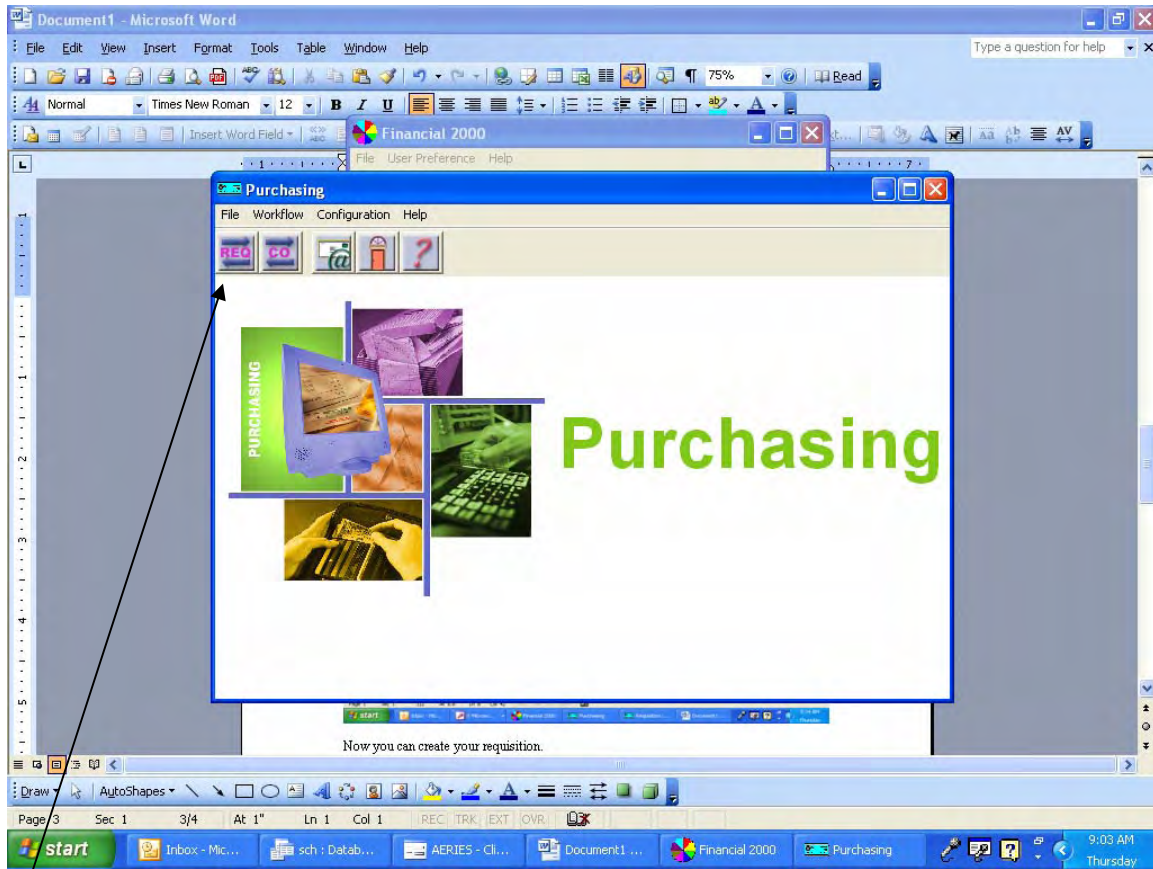 Document1 - Microsoft Word
File Edit View Insert Format Tools Table Window Help Type a question for help
75% Read
Normal Times New Roman 12 B I U
Insert Word Field
Financial 2000
File User Preference Help
Purchasing
File Workflow Configuration Help
REQ CO @ ?
PURCHASING
Purchasing
Now you can create your requisition.
Draw AutoShapes
Page 3 Sec 1 3/4 At 1" Ln 1 Col 1 REC TRK EXT OVR
start Inbox - Mic... sch : Datab... AERIES - Cli... Document1 ... Financial 2000 Purchasing 9:03 AM
Thursday